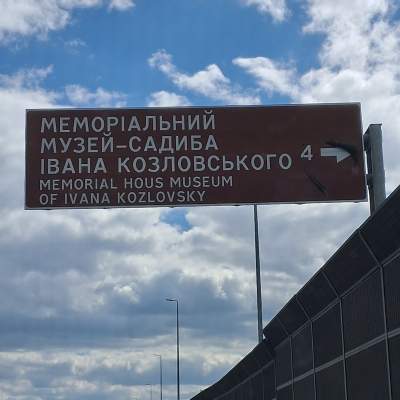 МЕМОРІАЛЬНИЙ
МУЗЕЙ-САДИБА
ІВАНА КОЗЛОВСЬКОГО 4
MEMORIAL HOUS MUSEUM
OF IVANA KOZLOVSKY